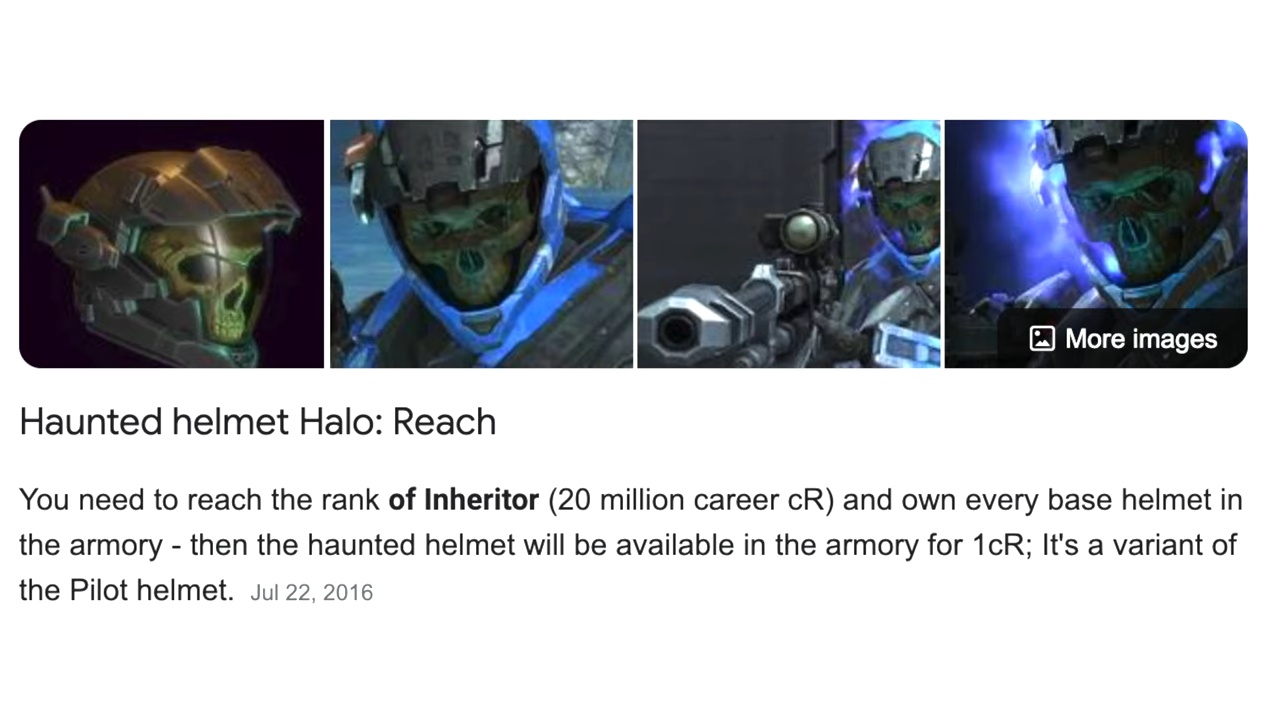 More images
Haunted helmet Halo: Reach
You need to reach the rank of Inheritor (20 million career cR) and own every base helmet in
the armory - then the haunted helmet will be available in the armory for 1cR; It's a variant of
the Pilot helmet. Jul 22, 2016